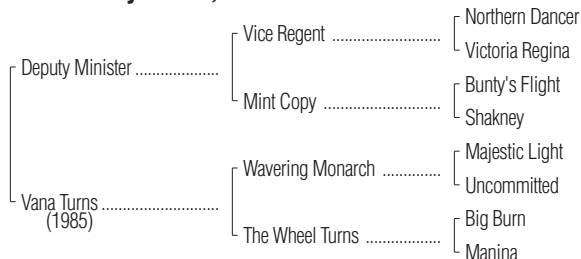 Northern Dancer
Vice Regent ....................
Victoria Regina
Deputy Minister ...................
Bunty's Flight
Mint Copy ......................
Shakney
Majestic Light
Wavering Monarch .............
Uncommitted
Vana Turns ..........................
(1985)
Big Burn
The Wheel Turns .................
Manina